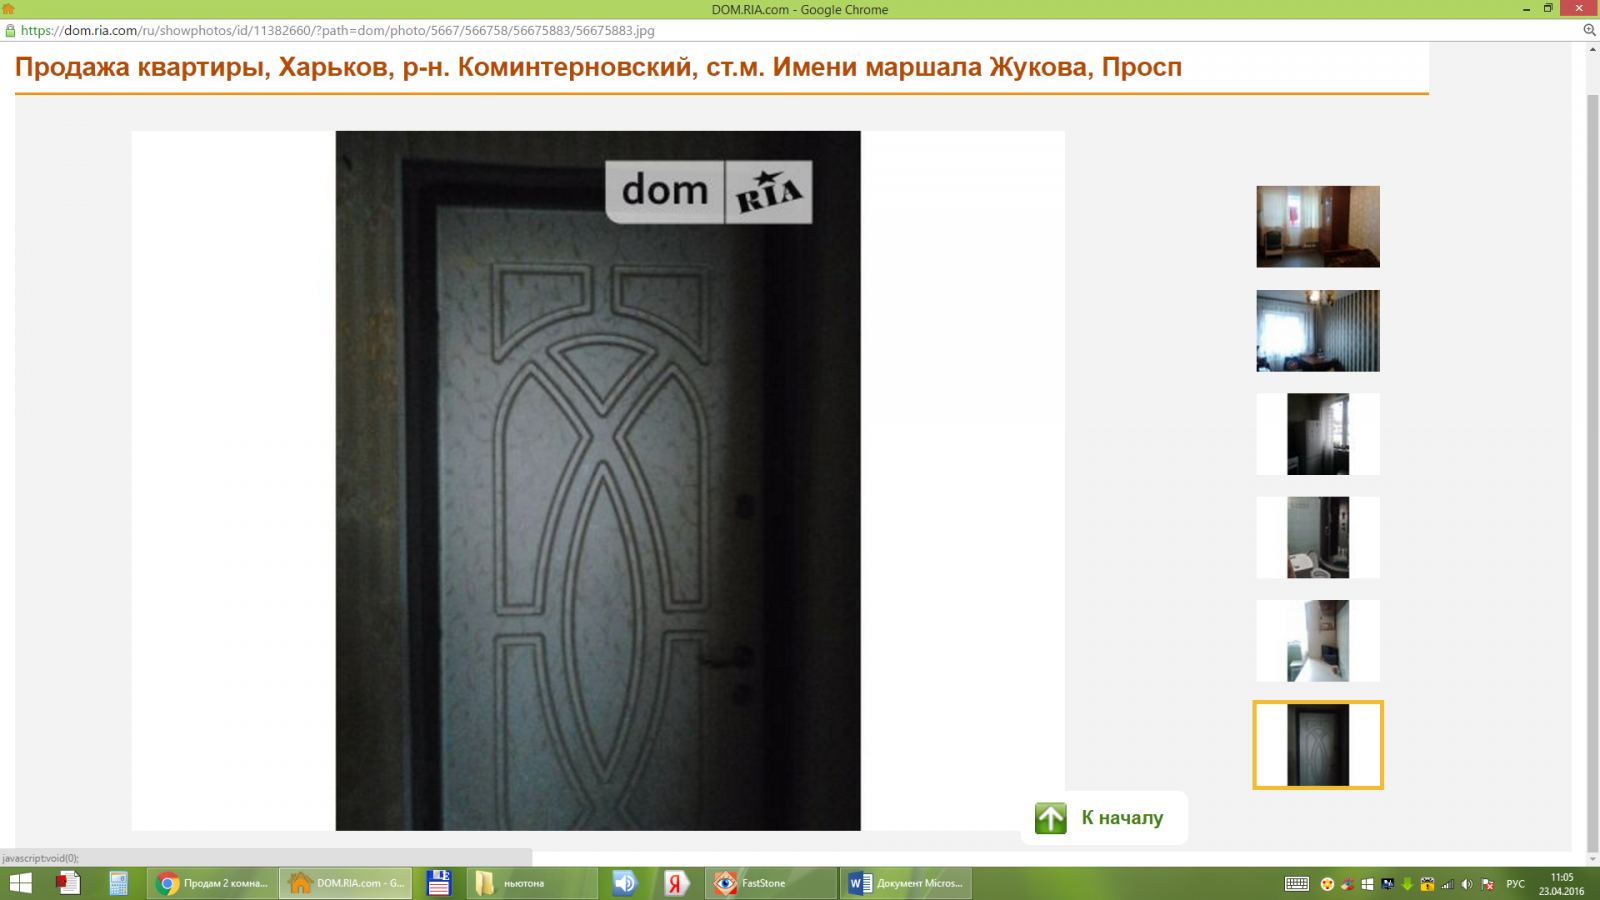 DOM.RIA.com - Google Chrome
https://dom.ria.com/ru/showphotos/id/11382660/?path=dom/photo/5667/566758/56675883/56675883.jpg
Продажа квартиры, Харьков, р-н. Коминтерновский, ст.м. Имени маршала Жукова, Просп
dom RIA
К началу
javascript:void(0);
Продам 2 комна...
DOM.RIA.com - G...
ньютона
Я
FastStone
Документ Micros...
РУС
11:05
23.04.2016